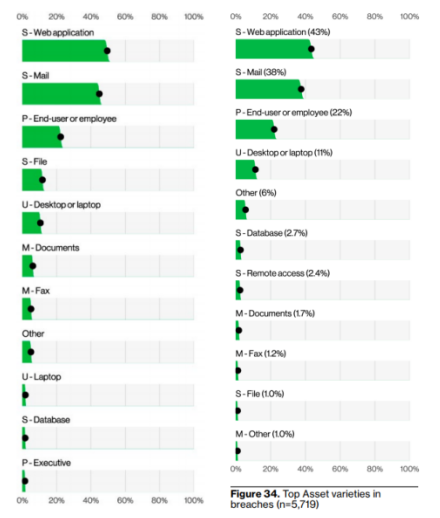 0% 20% 40% 60% 80% 100%
S - Web application
S - Mail
P - End-user or employee
S - File
U - Desktop or laptop
M - Documents
M - Fax
Other
U - Laptop
S - Database
P - Executive
0% 20% 40% 60% 80% 100%
0% 20% 40% 60% 80% 100%
S - Web application (43%)
S - Mail (38%)
P - End-user or employee (22%)
U - Desktop or laptop (11%)
Other (6%)
S - Database (2.7%)
S - Remote access (2.4%)
M - Documents (1.7%)
M - Fax (1.2%)
S - File (1.0%)
M - Other (1.0%)
0% 20% 40% 60% 80% 100%
Figure 34. Top Asset varieties in
breaches (n=5,719)